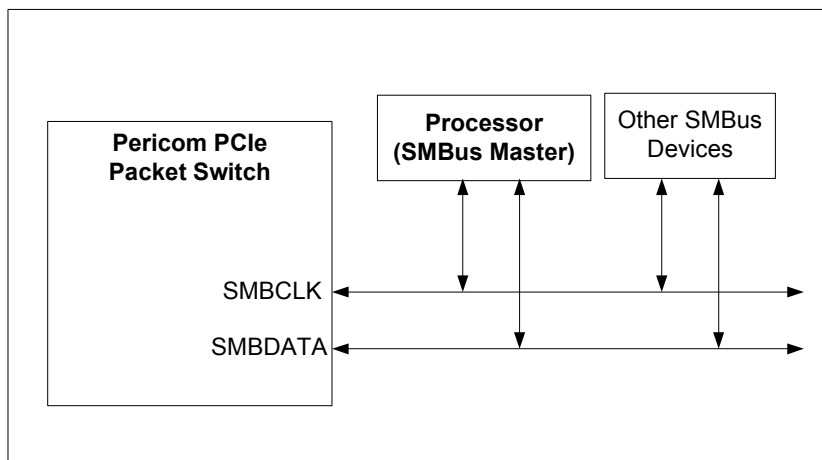 Pericom PCIe
Packet Switch
Processor
(SMBus Master)
Other SMBus
Devices
SMBCLK
SMBDATA